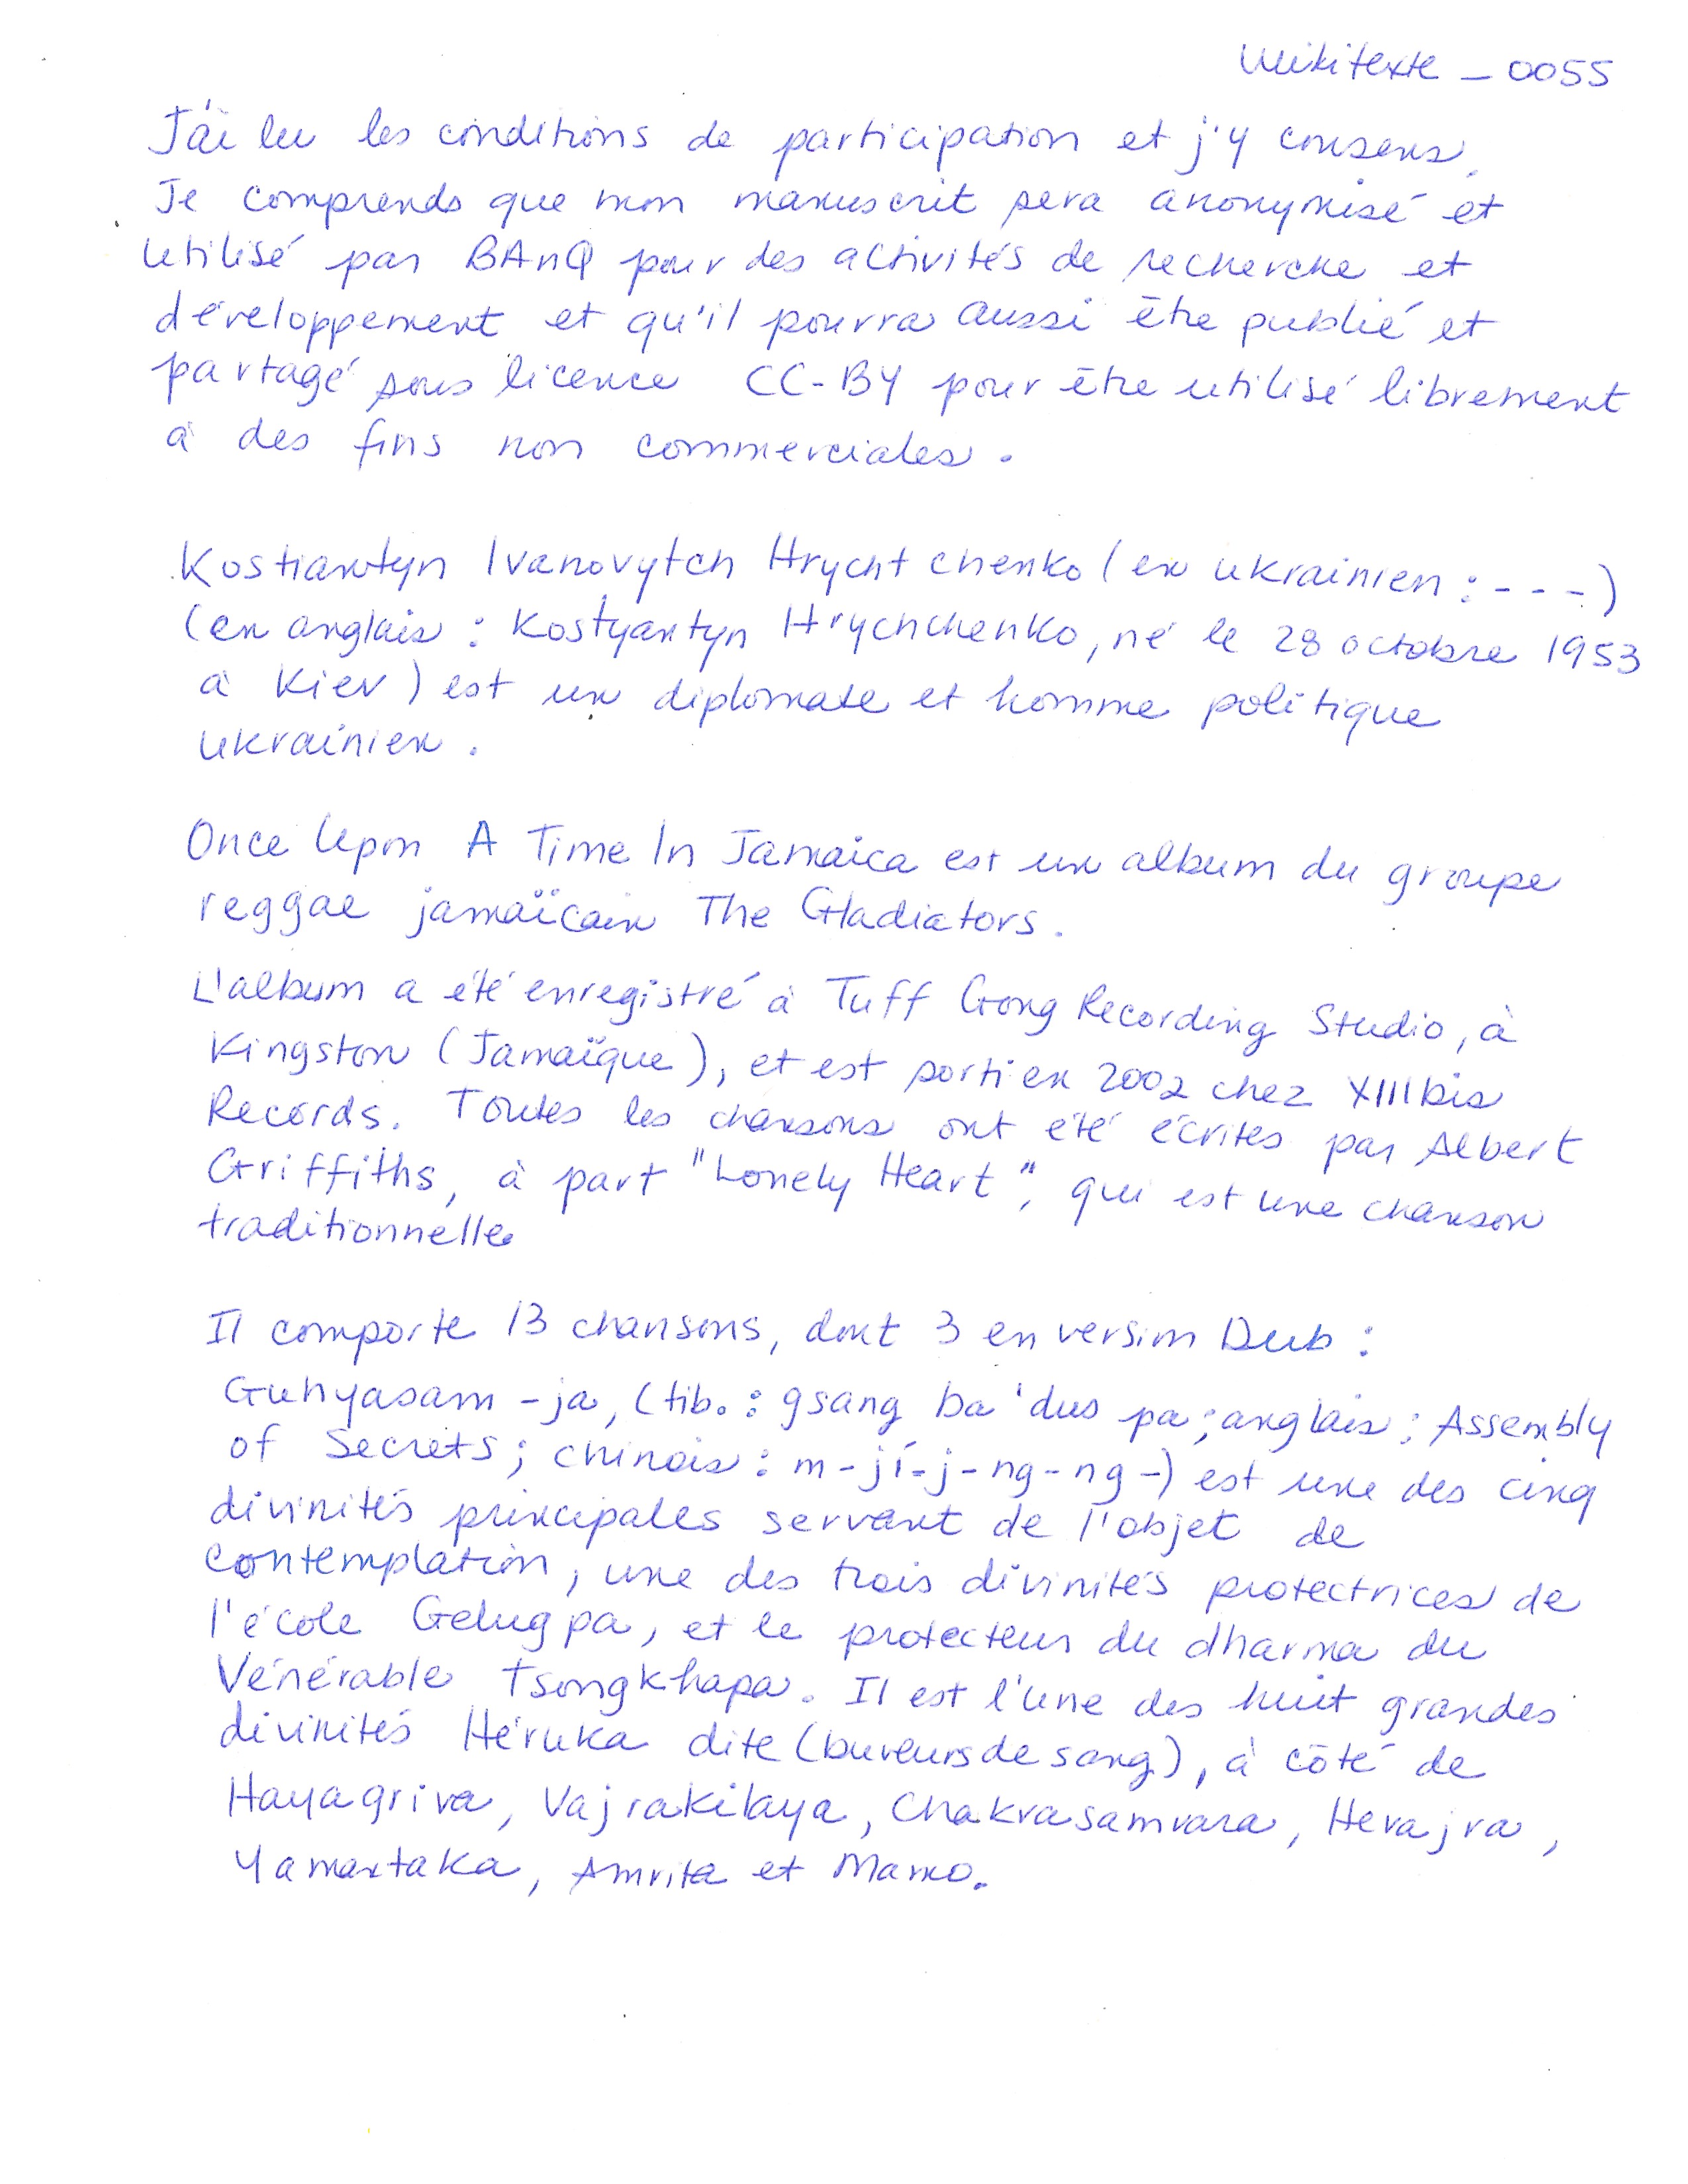 Wikitexte - 0055
J'ai lu les conditions de participation et j'y consens.
Je comprends que mon manuscrit sera anonymisé et
utilisé par BAnQ pour des activités de recherche et
développement et qu'il pourra aussi être publié et
partagé sous licence CC-BY pour être utilisé librement
à des fins non commerciales.
Kostiantyn Ivanovytch Hrycht chenko (en ukrainien : - - -)
(en anglais : Kostyantyn Hrychchenko, né le 28 octobre 1953
à Kiev) est un diplomate et homme politique
ukrainien.
Once Upon A Time In Jamaica est un album du groupe
reggae jamaïcain The Gladiators.
L'album a été enregistré à Tuff Gong Recording Studio, à
Kingston (Jamaïque), et est sorti en 2002 chez XIII bis
Records. Toutes les chansons ont été écrites par Albert
Griffiths, à part "Lonely Heart", qui est une chanson
traditionnelle.
Il comporte 13 chansons, dont 3 en version Dub :
Guhyasam - ja, (tib. : gsang ba 'dus pa ; anglais : Assembly
of Secrets ; chinois : m - jí - j - ng - ng -) est une des cinq
divinités principales servant de l'objet de
contemplation, une des trois divinités protectrices de
l'école Gelugpa, et le protecteur du dharma du
Vénérable Tsongkhapa. Il est l'une des huit grandes
divinités Héruka dite (buveurs de sang), à côté de
Hayagriva, Vajrakilaya, Chakrasamvara, Hevajra,
Yamantaka, Amrita et Mamo.